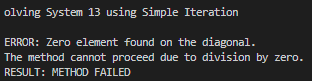 olving System 13 using Simple Iteration
ERROR: Zero element found on the diagonal.
The method cannot proceed due to division by zero.
RESULT: METHOD FAILED